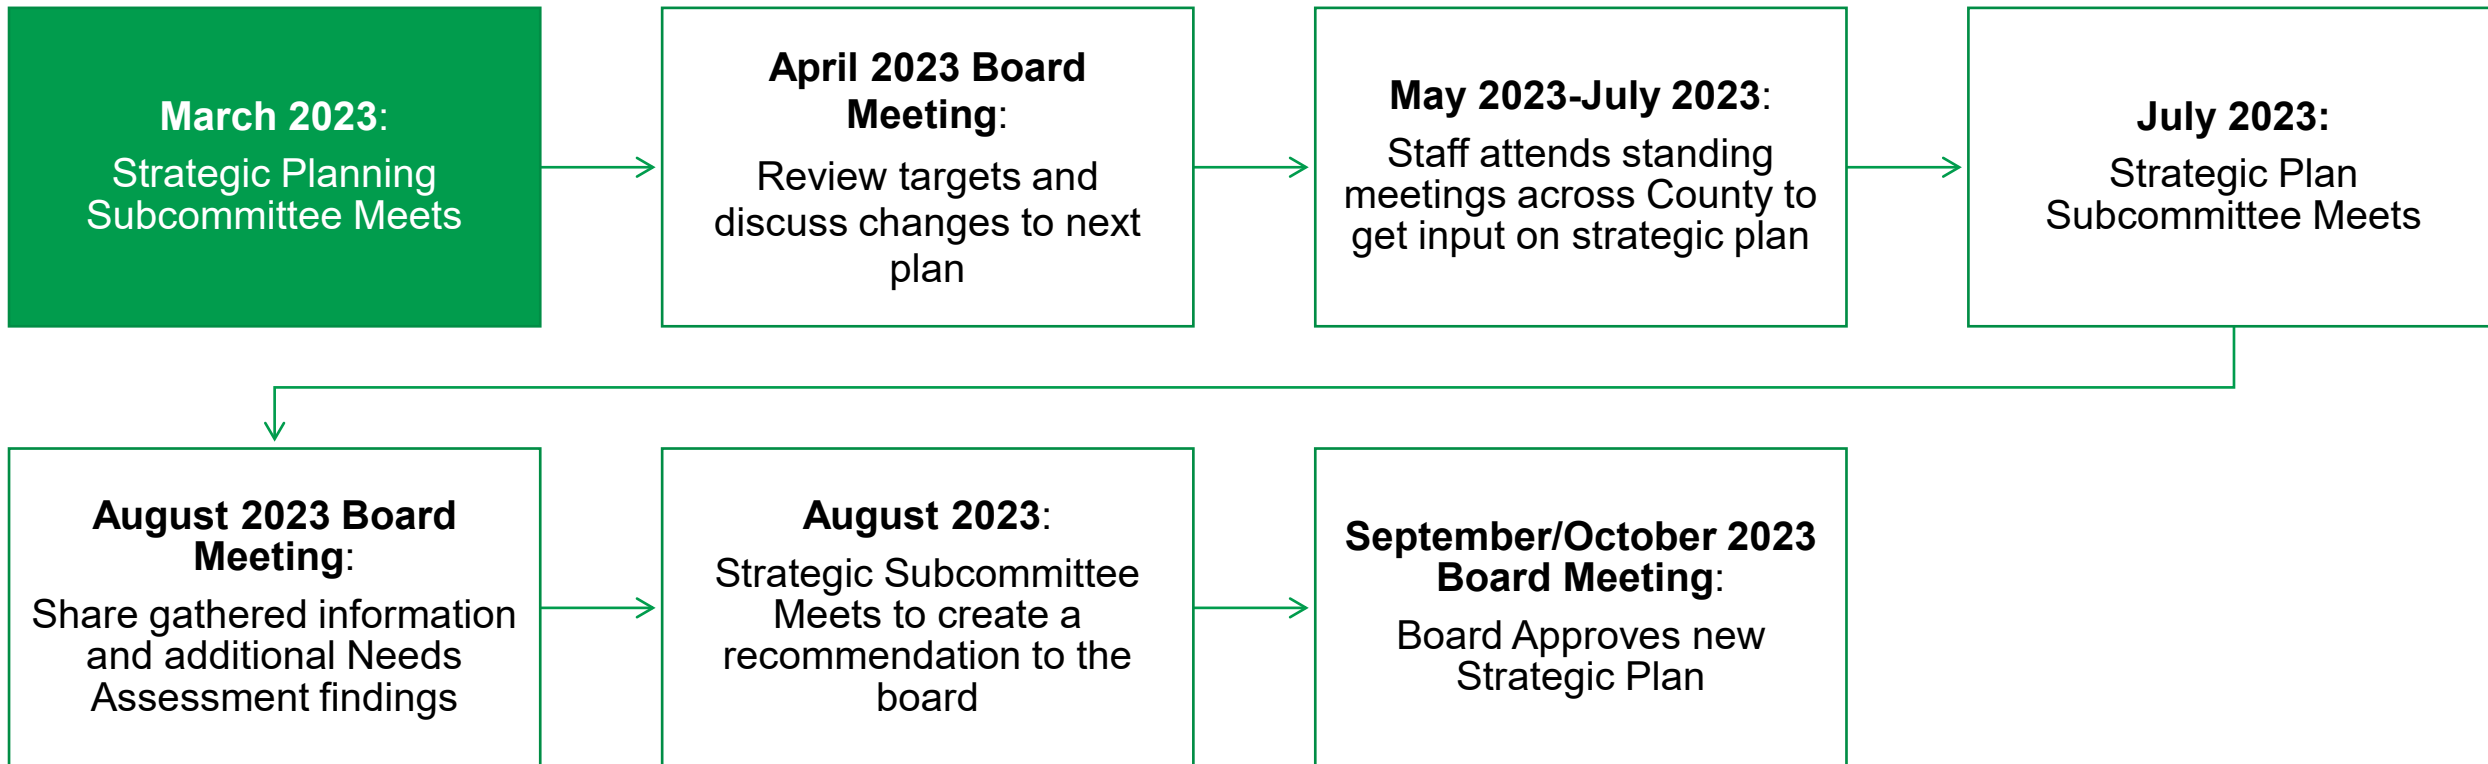 March 2023:
Strategic Planning
Subcommittee Meets
April 2023 Board
Meeting:
Review targets and
discuss changes to next
plan
May 2023-July 2023:
Staff attends standing
meetings across County to
get input on strategic plan
July 2023:
Strategic Plan
Subcommittee Meets
August 2023 Board
Meeting:
Share gathered information
and additional Needs
Assessment findings
August 2023:
Strategic Subcommittee
Meets to create a
recommendation to the
board
September/October 2023
Board Meeting:
Board Approves new
Strategic Plan